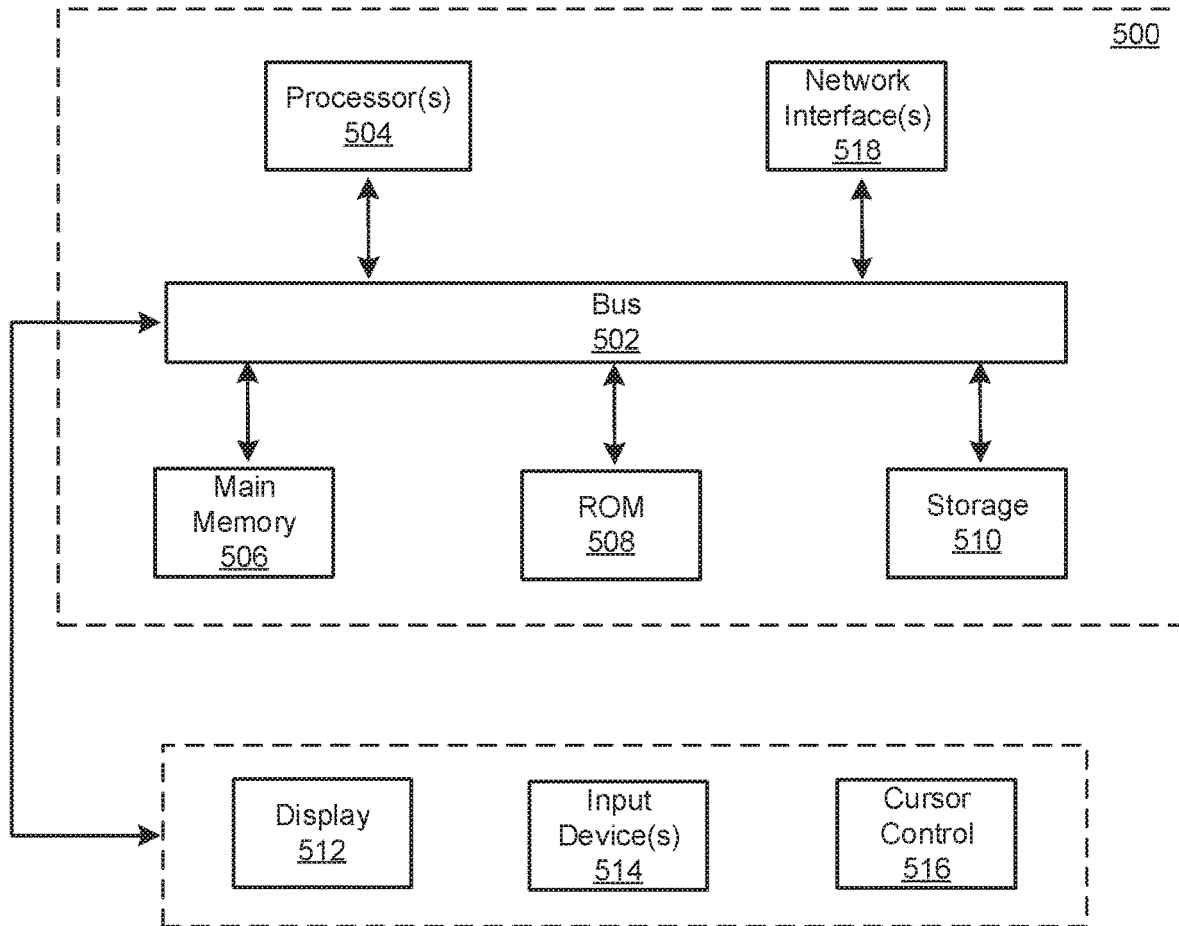 500
Processor(s)
504
Network
Interface(s)
518
Bus
502
Main
Memory
506
ROM
508
Storage
510
Display
512
Input
Device(s)
514
Cursor
Control
516